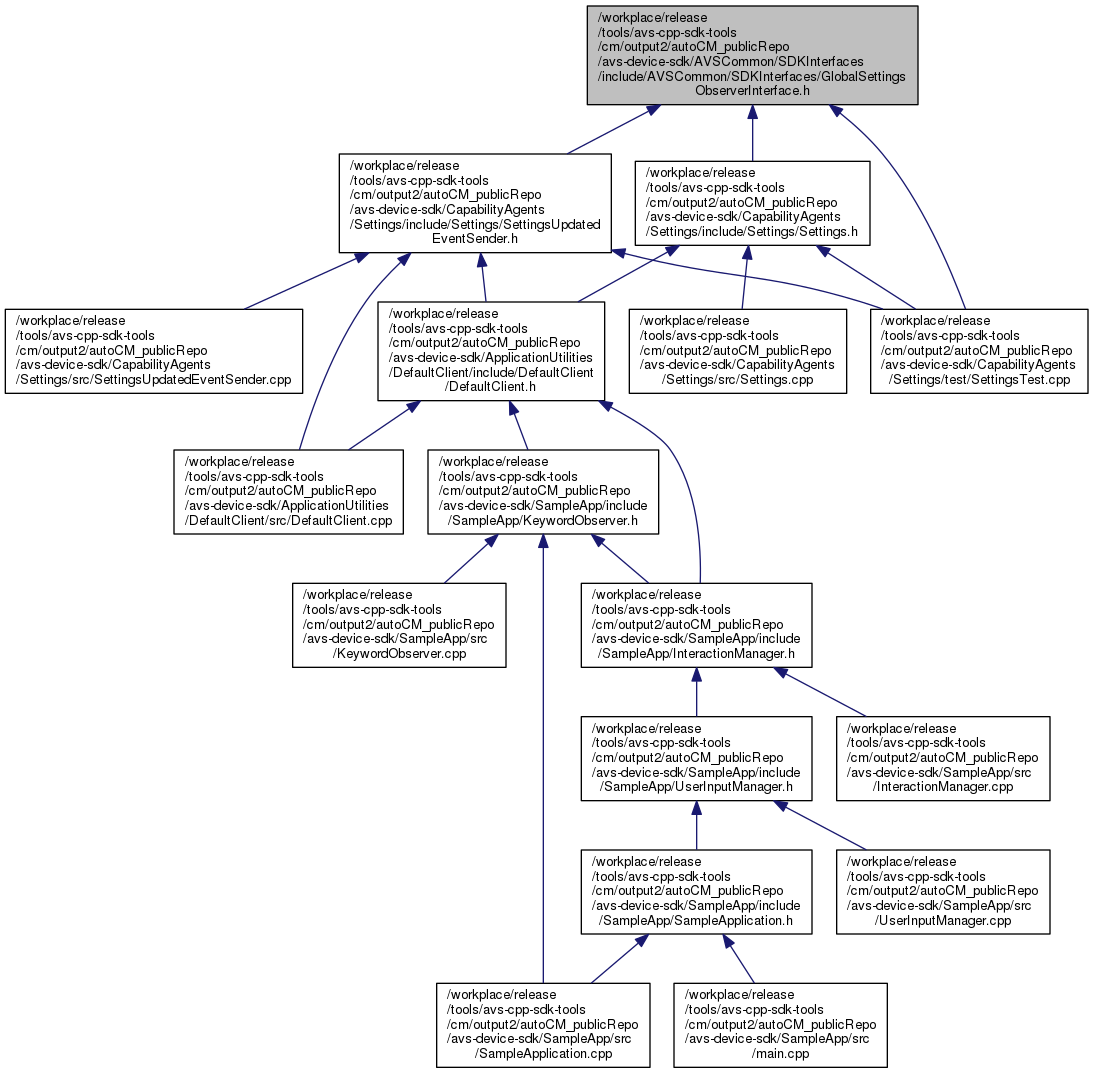 /workplace/release
/tools/avs-cpp-sdk-tools
/cm/output2/autoCM_publicRepo
/avs-device-sdk/AVSCommon/SDKInterfaces
/include/AVSCommon/SDKInterfaces/GlobalSettings
ObserverInterface.h
/workplace/release
/tools/avs-cpp-sdk-tools
/cm/output2/autoCM_publicRepo
/avs-device-sdk/CapabilityAgents
/Settings/include/Settings/SettingsUpdated
EventSender.h
/workplace/release
/tools/avs-cpp-sdk-tools
/cm/output2/autoCM_publicRepo
/avs-device-sdk/CapabilityAgents
/Settings/include/Settings/Settings.h
/workplace/release
/tools/avs-cpp-sdk-tools
/cm/output2/autoCM_publicRepo
/avs-device-sdk/CapabilityAgents
/Settings/src/SettingsUpdatedEventSender.cpp
/workplace/release
/tools/avs-cpp-sdk-tools
/cm/output2/autoCM_publicRepo
/avs-device-sdk/ApplicationUtilities
/DefaultClient/include/DefaultClient
/DefaultClient.h
/workplace/release
/tools/avs-cpp-sdk-tools
/cm/output2/autoCM_publicRepo
/avs-device-sdk/CapabilityAgents
/Settings/src/Settings.cpp
/workplace/release
/tools/avs-cpp-sdk-tools
/cm/output2/autoCM_publicRepo
/avs-device-sdk/CapabilityAgents
/Settings/test/SettingsTest.cpp
/workplace/release
/tools/avs-cpp-sdk-tools
/cm/output2/autoCM_publicRepo
/avs-device-sdk/ApplicationUtilities
/DefaultClient/src/DefaultClient.cpp
/workplace/release
/tools/avs-cpp-sdk-tools
/cm/output2/autoCM_publicRepo
/avs-device-sdk/SampleApp/include
/SampleApp/KeywordObserver.h
/workplace/release
/tools/avs-cpp-sdk-tools
/cm/output2/autoCM_publicRepo
/avs-device-sdk/SampleApp/src
/KeywordObserver.cpp
/workplace/release
/tools/avs-cpp-sdk-tools
/cm/output2/autoCM_publicRepo
/avs-device-sdk/SampleApp/include
/SampleApp/InteractionManager.h
/workplace/release
/tools/avs-cpp-sdk-tools
/cm/output2/autoCM_publicRepo
/avs-device-sdk/SampleApp/include
/SampleApp/UserInputManager.h
/workplace/release
/tools/avs-cpp-sdk-tools
/cm/output2/autoCM_publicRepo
/avs-device-sdk/SampleApp/src
/InteractionManager.cpp
/workplace/release
/tools/avs-cpp-sdk-tools
/cm/output2/autoCM_publicRepo
/avs-device-sdk/SampleApp/include
/SampleApp/SampleApplication.h
/workplace/release
/tools/avs-cpp-sdk-tools
/cm/output2/autoCM_publicRepo
/avs-device-sdk/SampleApp/src
/UserInputManager.cpp
/workplace/release
/tools/avs-cpp-sdk-tools
/cm/output2/autoCM_publicRepo
/avs-device-sdk/SampleApp/src
/SampleApplication.cpp
/workplace/release
/tools/avs-cpp-sdk-tools
/cm/output2/autoCM_publicRepo
/avs-device-sdk/SampleApp/src
/main.cpp